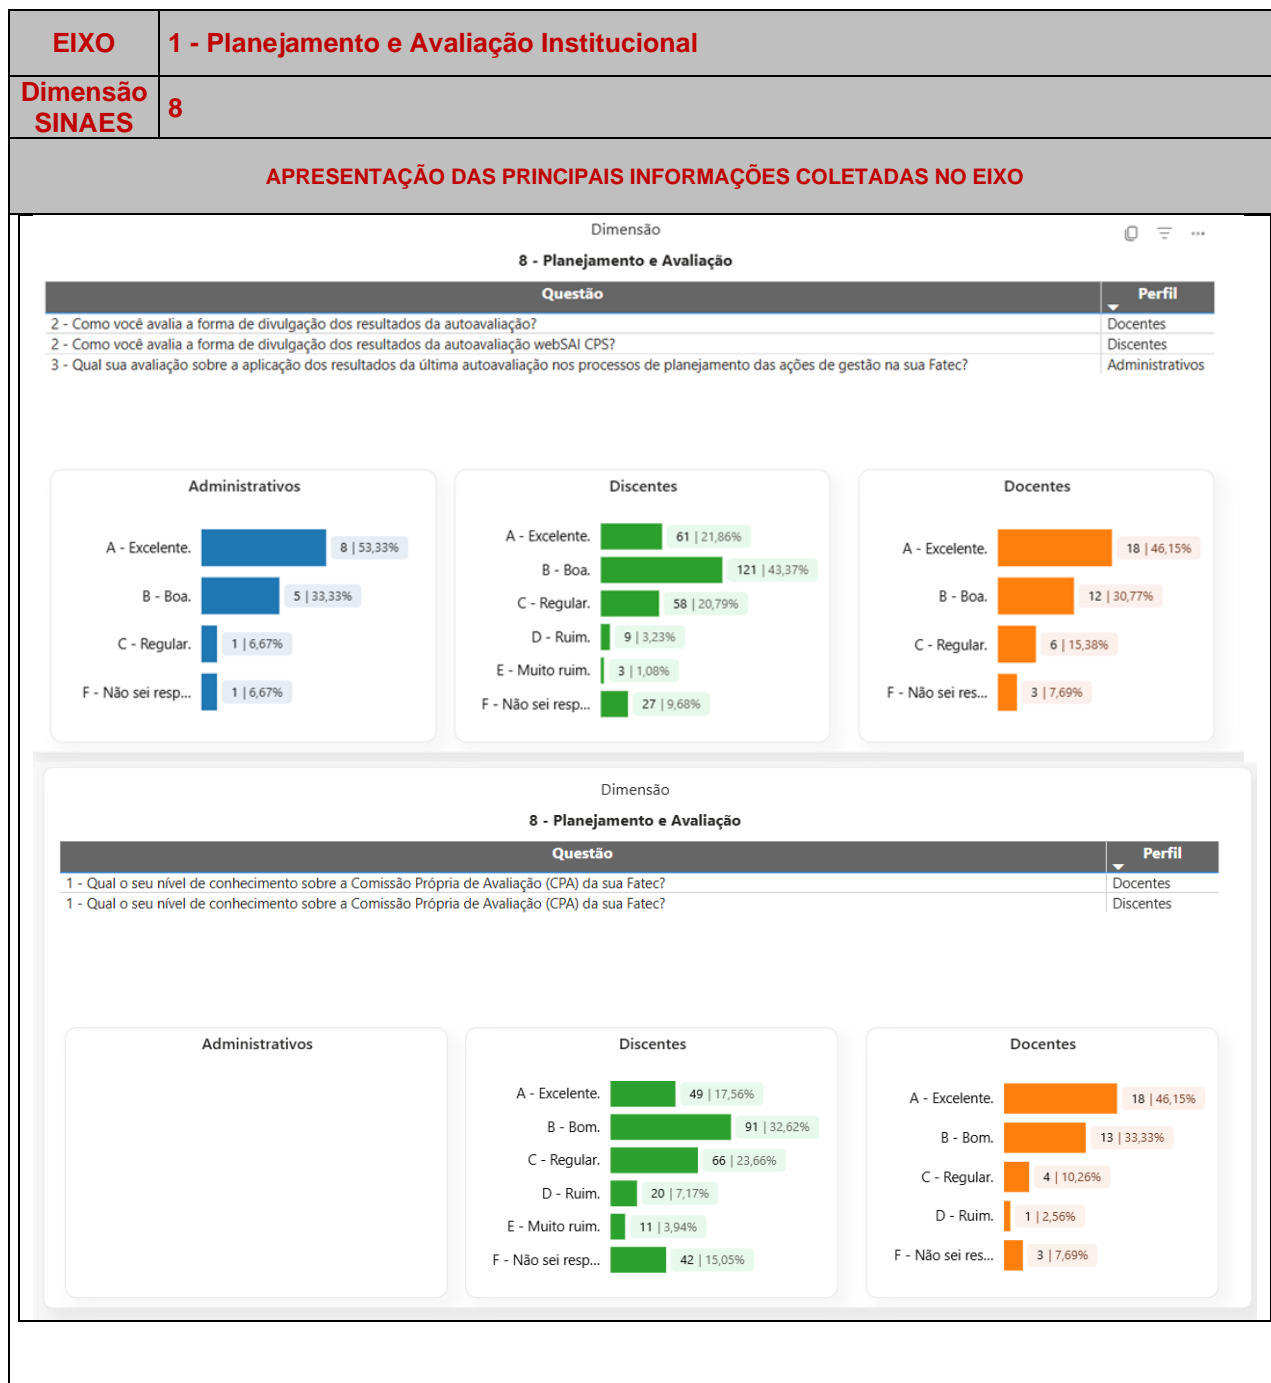 EIXO 1 - Planejamento e Avaliação Institucional
Dimensão SINAES 8
APRESENTAÇÃO DAS PRINCIPAIS INFORMAÇÕES COLETADAS NO EIXO
Dimensão
8 - Planejamento e Avaliação
Questão Perfil
2 - Como você avalia a forma de divulgação dos resultados da autoavaliação? Docentes
2 - Como você avalia a forma de divulgação dos resultados da autoavaliação webSAI CPS? Discentes
3 - Qual sua avaliação sobre a aplicação dos resultados da última autoavaliação nos processos de planejamento das ações de gestão na sua Fatec? Administrativos
Administrativos
A - Excelente. 8 | 53,33%
B - Boa. 5 | 33,33%
C - Regular. 1 | 6,67%
F - Não sei resp... 1 | 6,67%
Discentes
A - Excelente. 61 | 21,86%
B - Boa. 121 | 43,37%
C - Regular. 58 | 20,79%
D - Ruim. 9 | 3,23%
E - Muito ruim. 3 | 1,08%
F - Não sei resp... 27 | 9,68%
Docentes
A - Excelente. 18 | 46,15%
B - Boa. 12 | 30,77%
C - Regular. 6 | 15,38%
F - Não sei res... 3 | 7,69%
Dimensão
8 - Planejamento e Avaliação
Questão Perfil
1 - Qual o seu nível de conhecimento sobre a Comissão Própria de Avaliação (CPA) da sua Fatec? Docentes
1 - Qual o seu nível de conhecimento sobre a Comissão Própria de Avaliação (CPA) da sua Fatec? Discentes
Administrativos
Discentes
A - Excelente. 49 | 17,56%
B - Bom. 91 | 32,62%
C - Regular. 66 | 23,66%
D - Ruim. 20 | 7,17%
E - Muito ruim. 11 | 3,94%
F - Não sei resp... 42 | 15,05%
Docentes
A - Excelente. 18 | 46,15%
B - Bom. 13 | 33,33%
C - Regular. 4 | 10,26%
D - Ruim. 1 | 2,56%
F - Não sei res... 3 | 7,69%